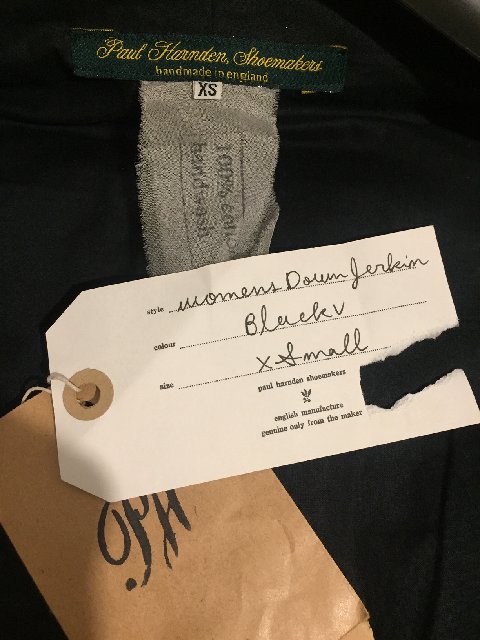 Paul Harnden, Shoemakers
handmade in england
XS
100% cott
hand wash
style womens Down Jerkin
colour Black
size x Small
paul harnden shoemakers
english manufacture
genuine only from the maker